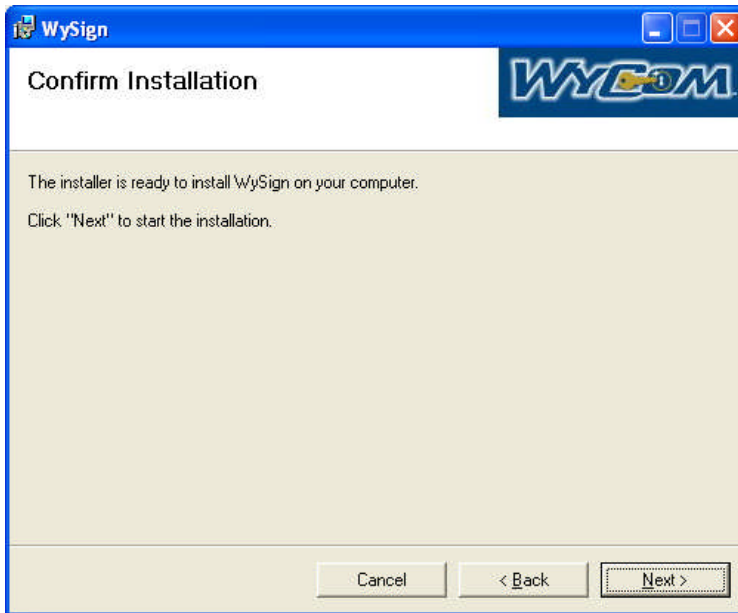 WySign
Confirm Installation
WYCOM
The installer is ready to install WySign on your computer.
Click "Next" to start the installation.
Cancel
< Back
Next >